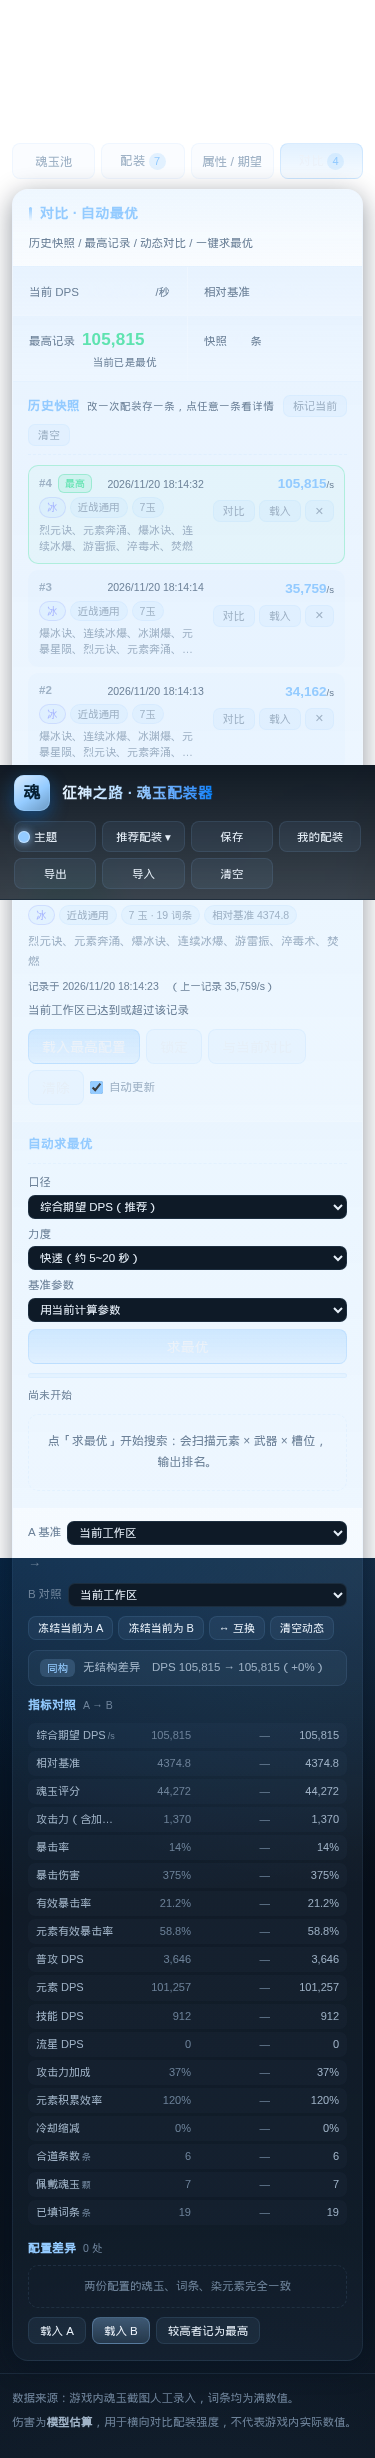 魂玉池
配装 7
属性 / 期望
4
对比 · 自动最优
历史快照 / 最高记录 / 动态对比 / 一键求最优
当前 DPS /秒
相对基准
最高记录 105,815
当前已是最优
快照 条
历史快照 改一次配装存一条，点任意一条看详情 标记当前
清空
#4 最高 2026/11/20 18:14:32 105,815/s
冰 近战通用 7玉 对比 载入 ✕
烈元诀、元素奔涌、爆冰诀、连
续冰爆、游雷振、淬毒术、焚燃
#3 2026/11/20 18:14:14 35,759/s
冰 近战通用 7玉 对比 载入 ✕
爆冰诀、连续冰爆、冰渊爆、元
暴星陨、烈元诀、元素奔涌、…
#2 2026/11/20 18:14:13 34,162/s
冰 近战通用 7玉 对比 载入 ✕
爆冰诀、连续冰爆、冰渊爆、元
暴星陨、烈元诀、元素奔涌、…
魂 征神之路 · 魂玉配装器
主题 推荐配装 ▾ 保存 我的配装
导出 导入 清空
冰 近战通用 7 玉 · 19 词条 相对基准 4374.8
烈元诀、元素奔涌、爆冰诀、连续冰爆、游雷振、淬毒术、焚
燃
记录于 2026/11/20 18:14:23 （上一记录 35,759/s）
当前工作区已达到或超过该记录
载入最高配置
自动更新
自动求最优
口径
综合期望 DPS（推荐）
力度
快速（约 5~20 秒）
基准参数
用当前计算参数
求最优
尚未开始
点「求最优」开始搜索：会扫描元素 × 武器 × 槽位，
输出排名。
A 基准 当前工作区
→
B 对照 当前工作区
冻结当前为 A 冻结当前为 B ↔ 互换 清空动态
同构 无结构差异 DPS 105,815 → 105,815（+0%）
指标对照 A → B
综合期望 DPS /s 105,815 — 105,815
相对基准 4374.8 — 4374.8
魂玉评分 44,272 — 44,272
攻击力（含加… 1,370 — 1,370
暴击率 14% — 14%
暴击伤害 375% — 375%
有效暴击率 21.2% — 21.2%
元素有效暴击率 58.8% — 58.8%
普攻 DPS 3,646 — 3,646
元素 DPS 101,257 — 101,257
技能 DPS 912 — 912
流星 DPS 0 — 0
攻击力加成 37% — 37%
元素积累效率 120% — 120%
冷却缩减 0% — 0%
合道条数 条 6 — 6
佩戴魂玉 颗 7 — 7
已填词条 条 19 — 19
配置差异 0 处
两份配置的魂玉、词条、染元素完全一致
载入 A 载入 B 较高者记为最高
数据来源：游戏内魂玉截图人工录入，词条均为满数值。
伤害为模型估算，用于横向对比配装强度，不代表游戏内实际数值。